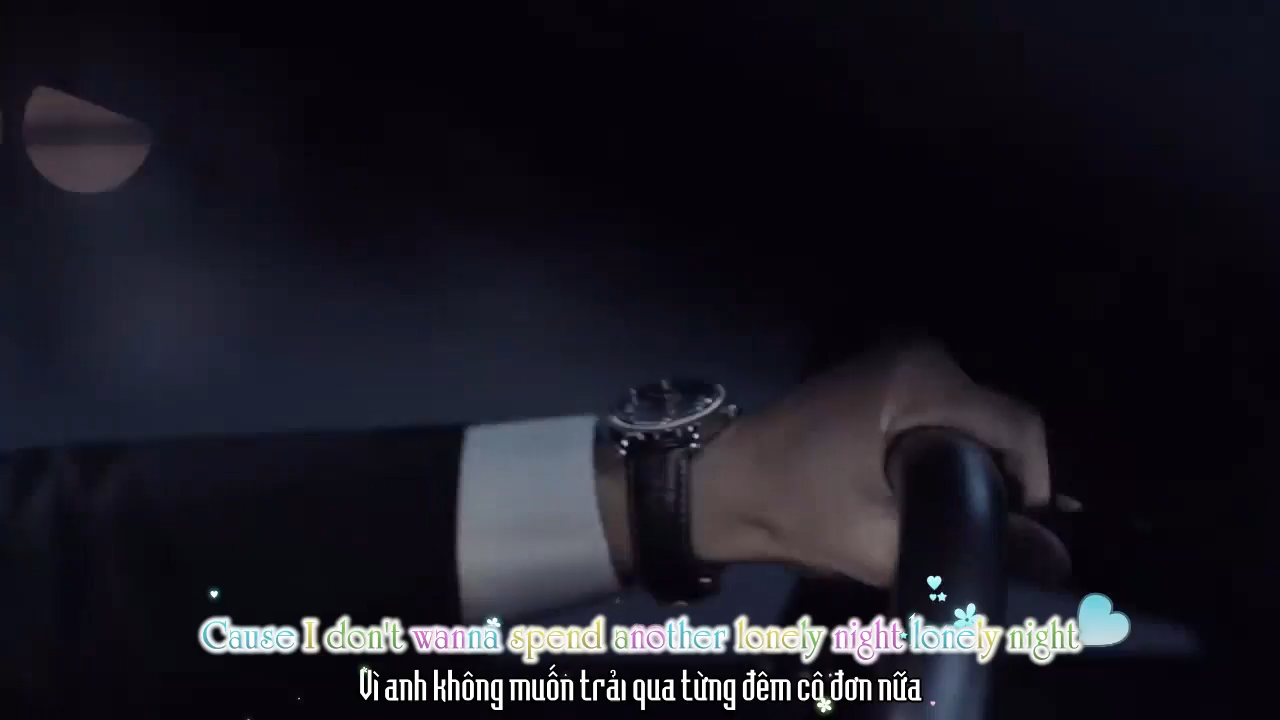 Cause I don't wanna spend another lonely night lonely night
Vì anh không muốn trải qua từng đêm cô đơn nữa